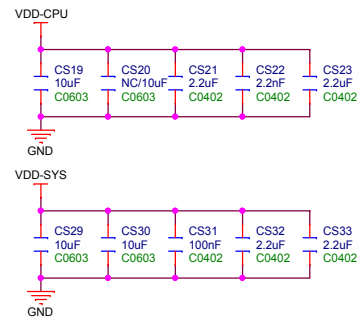 VDD-CPU
CS19 CS20 CS21 CS22 CS23
10uF NC/10uF 2.2uF 2.2nF 2.2uF
C0603 C0603 C0402 C0402 C0402
GND
VDD-SYS
CS29 CS30 CS31 CS32 CS33
10uF 10uF 100nF 2.2uF 2.2uF
C0603 C0603 C0402 C0402 C0402
GND